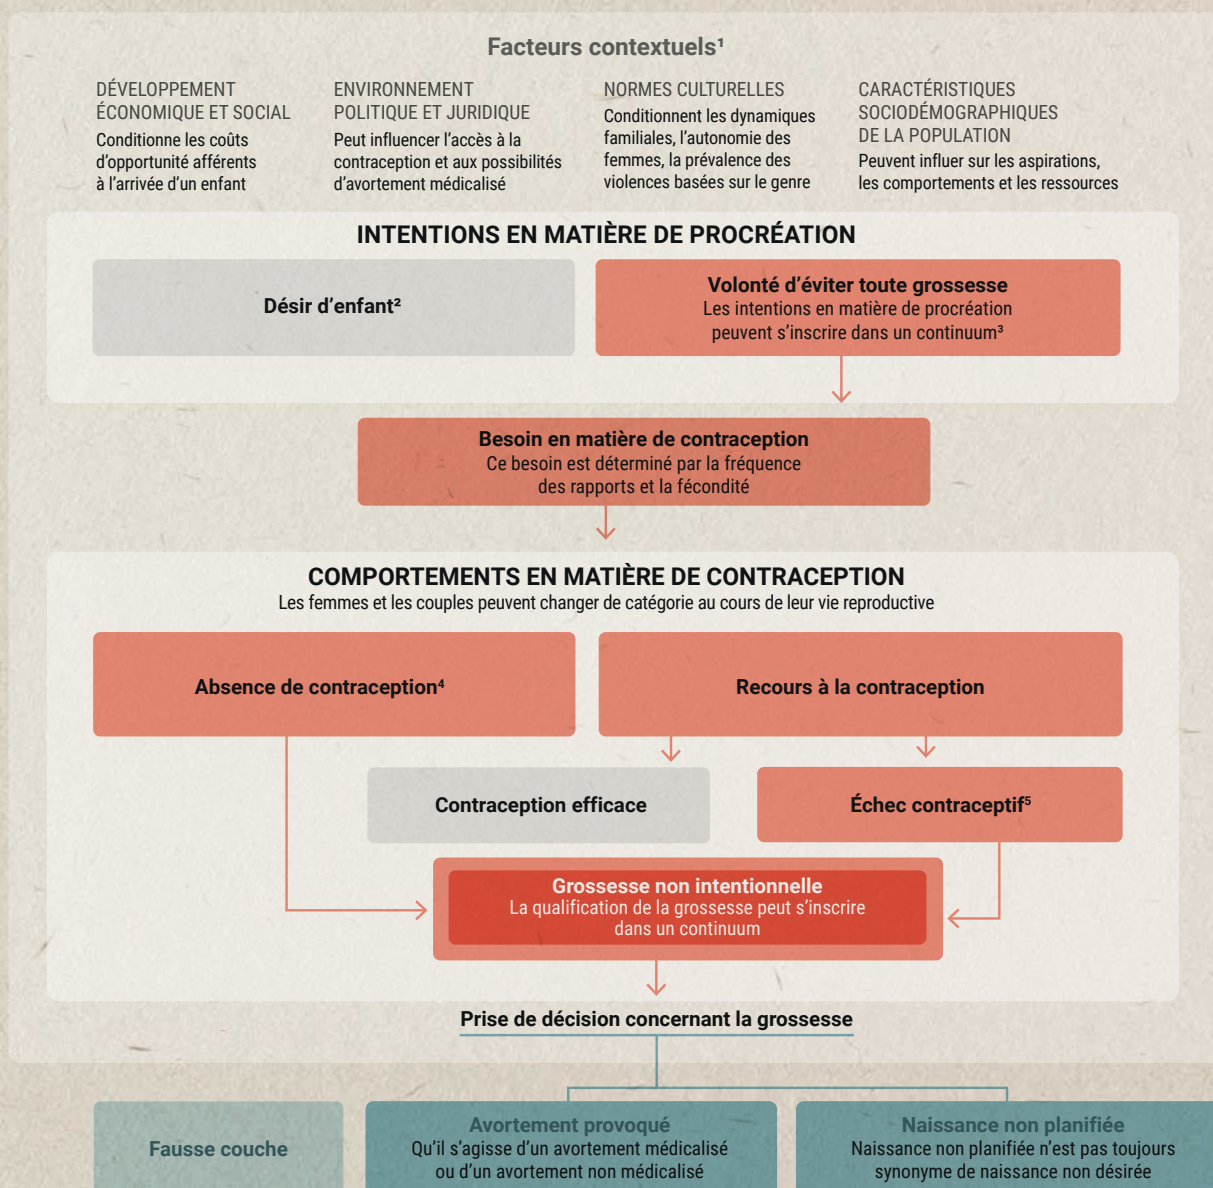 Facteurs contextuels¹
DÉVELOPPEMENT
ÉCONOMIQUE ET SOCIAL
Conditionne les coûts
d'opportunité afférents
à l'arrivée d'un enfant
ENVIRONNEMENT
POLITIQUE ET JURIDIQUE
Peut influencer l'accès à la
contraception et aux possibilités
d'avortement médicalisé
NORMES CULTURELLES
Conditionnent les dynamiques
familiales, l'autonomie des
femmes, la prévalence des
violences basées sur le genre
CARACTÉRISTIQUES
SOCIODÉMOGRAPHIQUES
DE LA POPULATION
Peuvent influer sur les aspirations,
les comportements et les ressources
INTENTIONS EN MATIÈRE DE PROCRÉATION
Désir d'enfant²
Volonté d'éviter toute grossesse
Les intentions en matière de procréation
peuvent s'inscrire dans un continuum³
Besoin en matière de contraception
Ce besoin est déterminé par la fréquence
des rapports et la fécondité
COMPORTEMENTS EN MATIÈRE DE CONTRACEPTION
Les femmes et les couples peuvent changer de catégorie au cours de leur vie reproductive
Absence de contraception⁴
Recours à la contraception
Contraception efficace
Échec contraceptif⁵
Grossesse non intentionnelle
La qualification de la grossesse peut s'inscrire
dans un continuum
Prise de décision concernant la grossesse
Fausse couche
Avortement provoqué
Qu'il s'agisse d'un avortement médicalisé
ou d'un avortement non médicalisé
Naissance non planifiée
Naissance non planifiée n'est pas toujours
synonyme de naissance non désirée